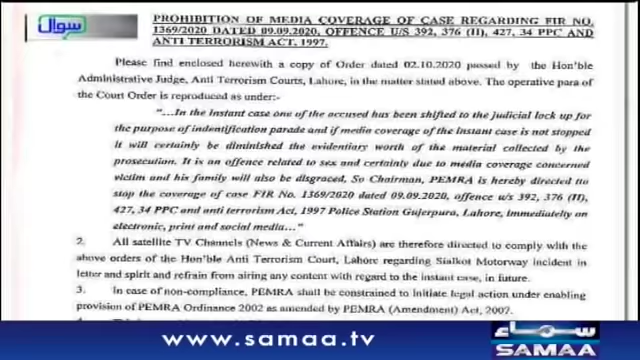 سوال
PROHIBITION OF MEDIA COVERAGE OF CASE REGARDING FIR NO.
1369/2020 DATED 09.09.2020, OFFENCE U/S 392, 376 (II), 427, 34 PPC AND
ANTI TERRORISM ACT, 1997.
Please find enclosed herewith a copy of Order dated 02.10.2020 passed by the Hon'ble
Administrative Judge, Anti Terrorism Courts, Lahore, in the matter stated above. The operative para of
the Court Order is reproduced as under:-
"...In the instant case one of the accused has been shifted to the judicial lock up for
the purpose of indentification parade and if media coverage of the instant case is not stopped
it will certainly be diminished the evidentiary worth of the material collected by the
prosecution. It is an offence related to sex and certainly due to media coverage concerned
victim and his family will also be disgraced, So Chairman, PEMRA is hereby directed tto
stop the coverage of case FIR No. 1369/2020 dated 09.09.2020, offence u/s 392, 376 (II),
427, 34 PPC and anti terrorism Act, 1997 Police Station Gujerpura, Lahore, immediately on
electronic, print and social media..."
2. All satellite TV Channels (News & Current Affairs) are therefore directed to comply with the
above orders of the Hon'ble Anti Terrorism Court, Lahore regarding Sialkot Motorway incident in
letter and spirit and refrain from airing any content with regard to the instant case, in future.
3. In case of non-compliance, PEMRA shall be constrained to initiate legal action under enabling
provision of PEMRA Ordinance 2002 as amended by PEMRA (Amendment) Act, 2007.
www.samaa.tv
سماء
SAMAA